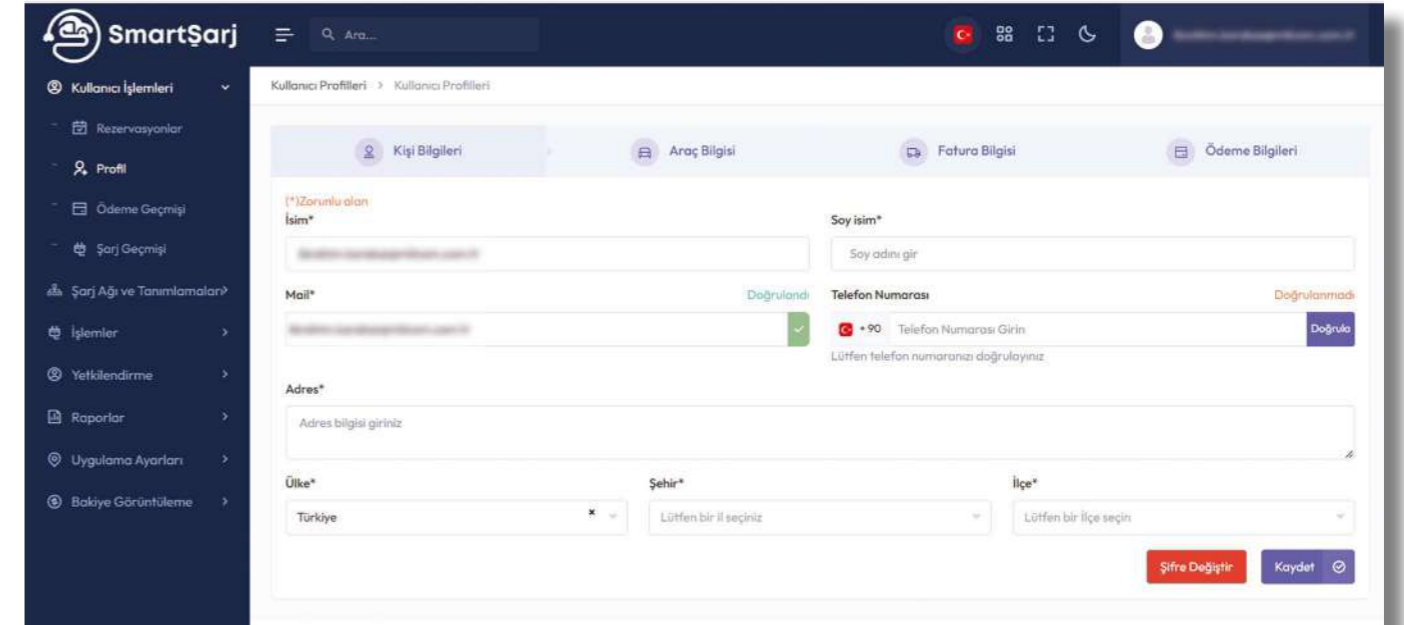 SmartŞarj
Ara...
Kullanıcı İşlemleri
Rezervasyonlar
Profil
Ödeme Geçmişi
Şarj Geçmişi
Şarj Ağı ve Tanımlamaları
İşlemler
Yetkilendirme
Raporlar
Uygulama Ayarları
Bakiye Görüntüleme
Kullanıcı Profilleri > Kullanıcı Profilleri
Kişi Bilgileri
Araç Bilgisi
Fatura Bilgisi
Ödeme Bilgileri
(*)Zorunlu alan
İsim*
Soy isim*
Soy adını gir
Mail*
Doğrulandı
Telefon Numarası
Doğrulanmadı
+90 Telefon Numarası Girin
Doğrula
Lütfen telefon numaranızı doğrulayınız
Adres*
Adres bilgisi giriniz
Ülke*
Şehir*
İlçe*
Türkiye
Lütfen bir il seçiniz
Lütfen bir İlçe seçin
Şifre Değiştir
Kaydet